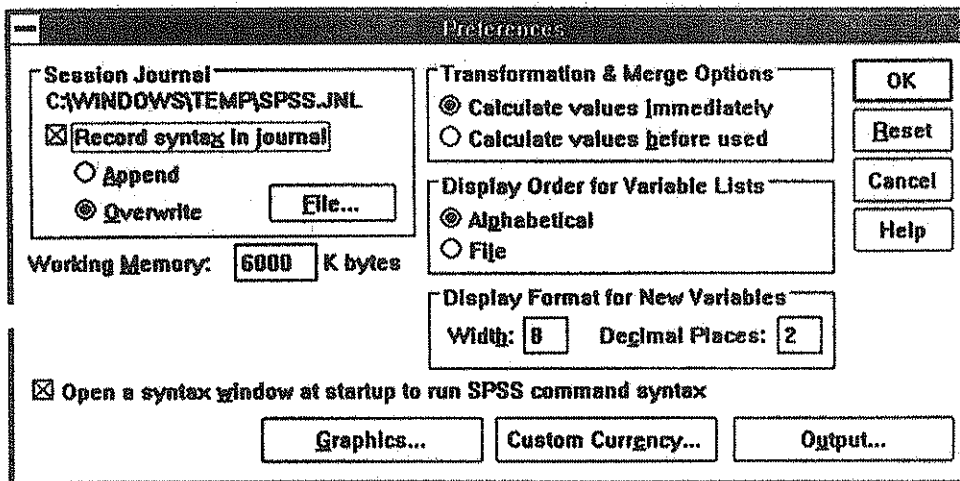 Preferences
Session Journal
C:\WINDOWS\TEMP\SPSS.JNL
Record syntax in journal
Append
Overwrite
File...
Working Memory: 6000 K bytes
Transformation & Merge Options
Calculate values immediately
Calculate values before used
Display Order for Variable Lists
Alphabetical
File
Display Format for New Variables
Width: 8 Decimal Places: 2
OK
Reset
Cancel
Help
Open a syntax window at startup to run SPSS command syntax
Graphics...
Custom Currency...
Output...